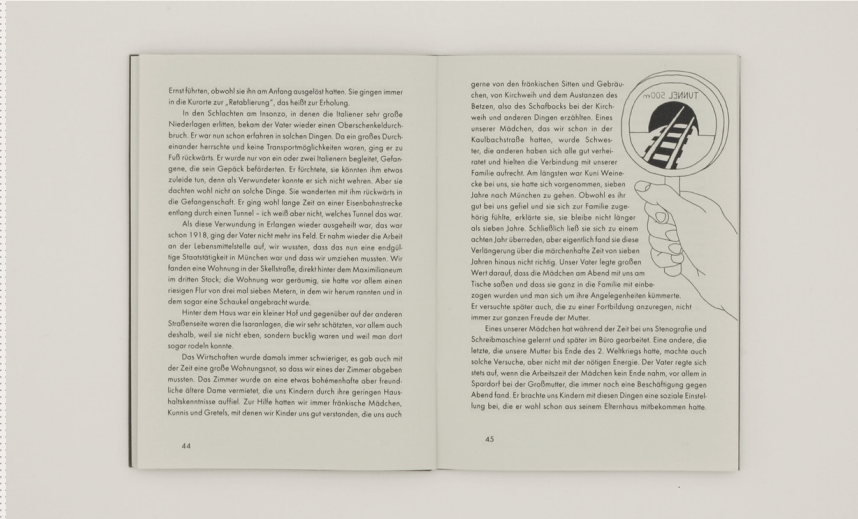 Ernst führten, obwohl sie ihn am Anfang ausgelöst hatten. Sie gingen immer
in die Kurorte zur „Retablierung", das heißt zur Erholung.
In den Schlachten am Insonzo, in denen die Italiener sehr große
Niederlagen erlitten, bekam der Vater wieder einen Oberschenkeldurch-
bruch. Er war nun schon erfahren in solchen Dingen. Da ein großes Durch-
einander herrschte und keine Transportmöglichkeiten waren, ging er zu
Fuß rückwärts. Er wurde nur von ein oder zwei Italienern begleitet, Gefan-
gene, die sein Gepäck beförderten. Er fürchtete, sie könnten ihm etwas
zuleide tun, denn als Verwundeter konnte er sich nicht wehren. Aber sie
dachten wohl nicht an solche Dinge. Sie wanderten mit ihm rückwärts in
die Gefangenschaft. Er ging wohl lange Zeit an einer Eisenbahnstrecke
entlang durch einen Tunnel – ich weiß aber nicht, welches Tunnel das war.
Als diese Verwundung in Erlangen wieder ausgeheilt war, das war
schon 1918, ging der Vater nicht mehr ins Feld. Er nahm wieder die Arbeit
an der Lebensmittelstelle auf, wir wussten, dass das nun eine endgül-
tige Staatstätigkeit in München war und dass wir umziehen mussten. Wir
fanden eine Wohnung in der Skellstraße, direkt hinter dem Maximilianeum
im dritten Stock; die Wohnung war geräumig, sie hatte vor allem einen
riesigen Flur von drei mal sieben Metern, in dem wir herum rannten und in
dem sogar eine Schaukel angebracht wurde.
Hinter dem Haus war ein kleiner Hof und gegenüber auf der anderen
Straßenseite waren die Isaranlagen, die wir sehr schätzten, vor allem auch
deshalb, weil sie nicht eben, sondern bucklig waren und weil man dort
sogar rodeln konnte.
Das Wirtschaften wurde damals immer schwieriger, es gab auch mit
der Zeit eine große Wohnungsnot, so dass wir eines der Zimmer abgeben
mussten. Das Zimmer wurde an eine etwas bohèmenhafte aber freund-
liche ältere Dame vermietet, die uns Kindern durch ihre geringen Haus-
haltskenntnisse auffiel. Zur Hilfe hatten wir immer fränkische Mädchen,
Kunnis und Gretels, mit denen wir Kinder uns gut verstanden, die uns auch
44
gerne von den fränkischen Sitten und Gebräu-
chen, von Kirchweih und dem Austanzen des
Betzen, also des Schafbocks bei der Kirch-
weih und anderen Dingen erzählten. Eines
unserer Mädchen, das wir schon in der
Kaulbachstraße hatten, wurde Schwes-
ter, die anderen haben sich alle gut verhei-
ratet und hielten die Verbindung mit unserer
Familie aufrecht. Am längsten war Kuni Weine-
cke bei uns, sie hatte sich vorgenommen, sieben
Jahre nach München zu gehen. Obwohl es ihr
gut bei uns gefiel und sie sich zur Familie zuge-
hörig fühlte, erklärte sie, sie bleibe nicht länger
als sieben Jahre. Schließlich ließ sie sich zu einem
achten Jahr überreden, aber eigentlich fand sie diese
Verlängerung über die märchenhafte Zeit von sieben
Jahren hinaus nicht richtig. Unser Vater legte großen
Wert darauf, dass die Mädchen am Abend mit uns am
Tische saßen und dass sie ganz in die Familie mit einbe-
zogen wurden und man sich um ihre Angelegenheiten kümmerte.
Er versuchte später auch, die zu einer Fortbildung anzuregen, nicht
immer zur ganzen Freude der Mutter.
Eines unserer Mädchen hat während der Zeit bei uns Stenografie und
Schreibmaschine gelernt und später im Büro gearbeitet. Eine andere, die
letzte, die unsere Mutter bis Ende des 2. Weltkriegs hatte, machte auch
solche Versuche, aber nicht mit der nötigen Energie. Der Vater regte sich
stets auf, wenn die Arbeitszeit der Mädchen kein Ende nahm, vor allem in
Spardorf bei der Großmutter, die immer noch eine Beschäftigung gegen
Abend fand. Er brachte uns Kindern mit diesen Dingen eine soziale Einstel-
lung bei, die er wohl schon aus seinem Elternhaus mitbekommen hatte.
TUNNEL 500m
45